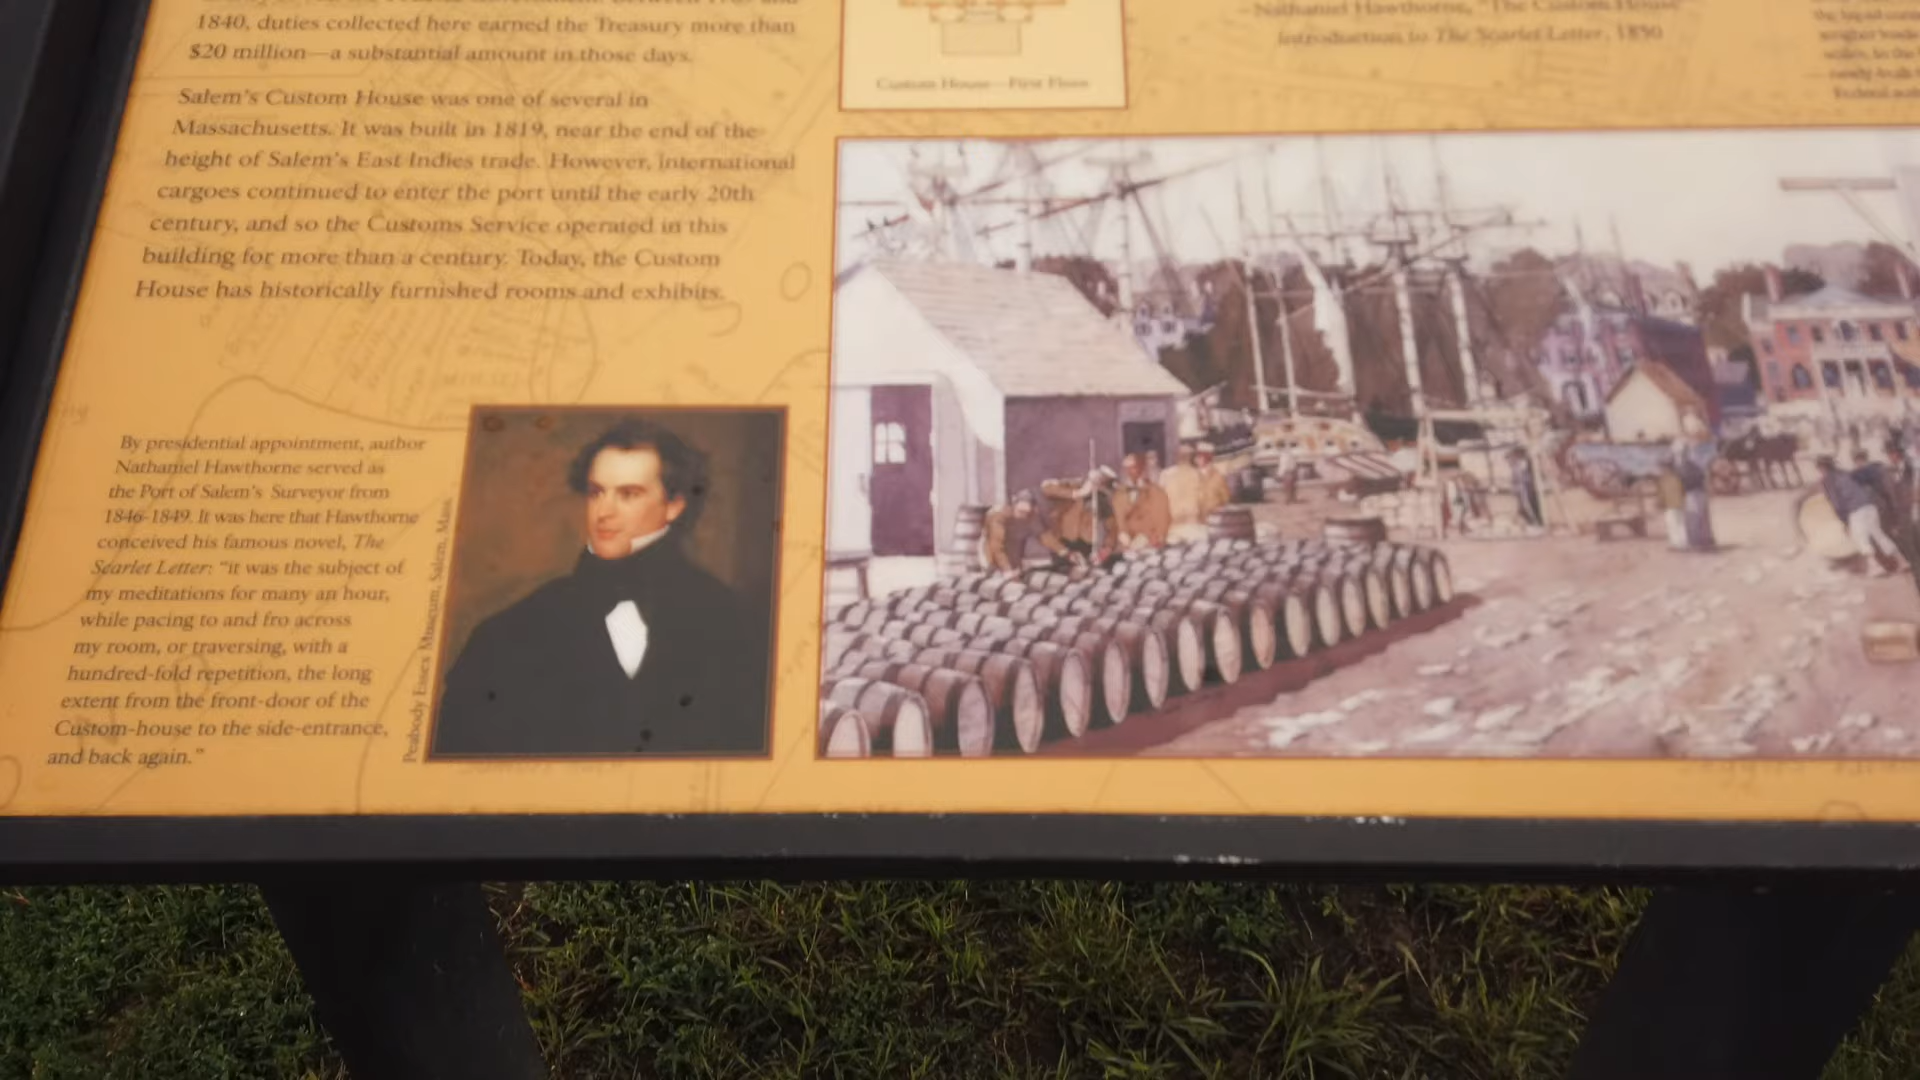 1840, duties collected here earned the Treasury more than
$20 million—a substantial amount in those days.
Salem's Custom House was one of several in
Massachusetts. It was built in 1819, near the end of the
height of Salem's East Indies trade. However, international
cargoes continued to enter the port until the early 20th
century, and so the Customs Service operated in this
building for more than a century. Today, the Custom
House has historically furnished rooms and exhibits.
By presidential appointment, author
Nathaniel Hawthorne served as
the Port of Salem's Surveyor from
1846-1849. It was here that Hawthorne
conceived his famous novel, The
Scarlet Letter: "it was the subject of
my meditations for many an hour,
while pacing to and fro across
my room, or traversing, with a
hundred-fold repetition, the long
extent from the front-door of the
Custom-house to the side-entrance,
and back again."
Peabody Essex Museum, Salem, Mass.
Custom House—First Floor
—Nathaniel Hawthorne, "The Custom House"
introduction to The Scarlet Letter, 1850